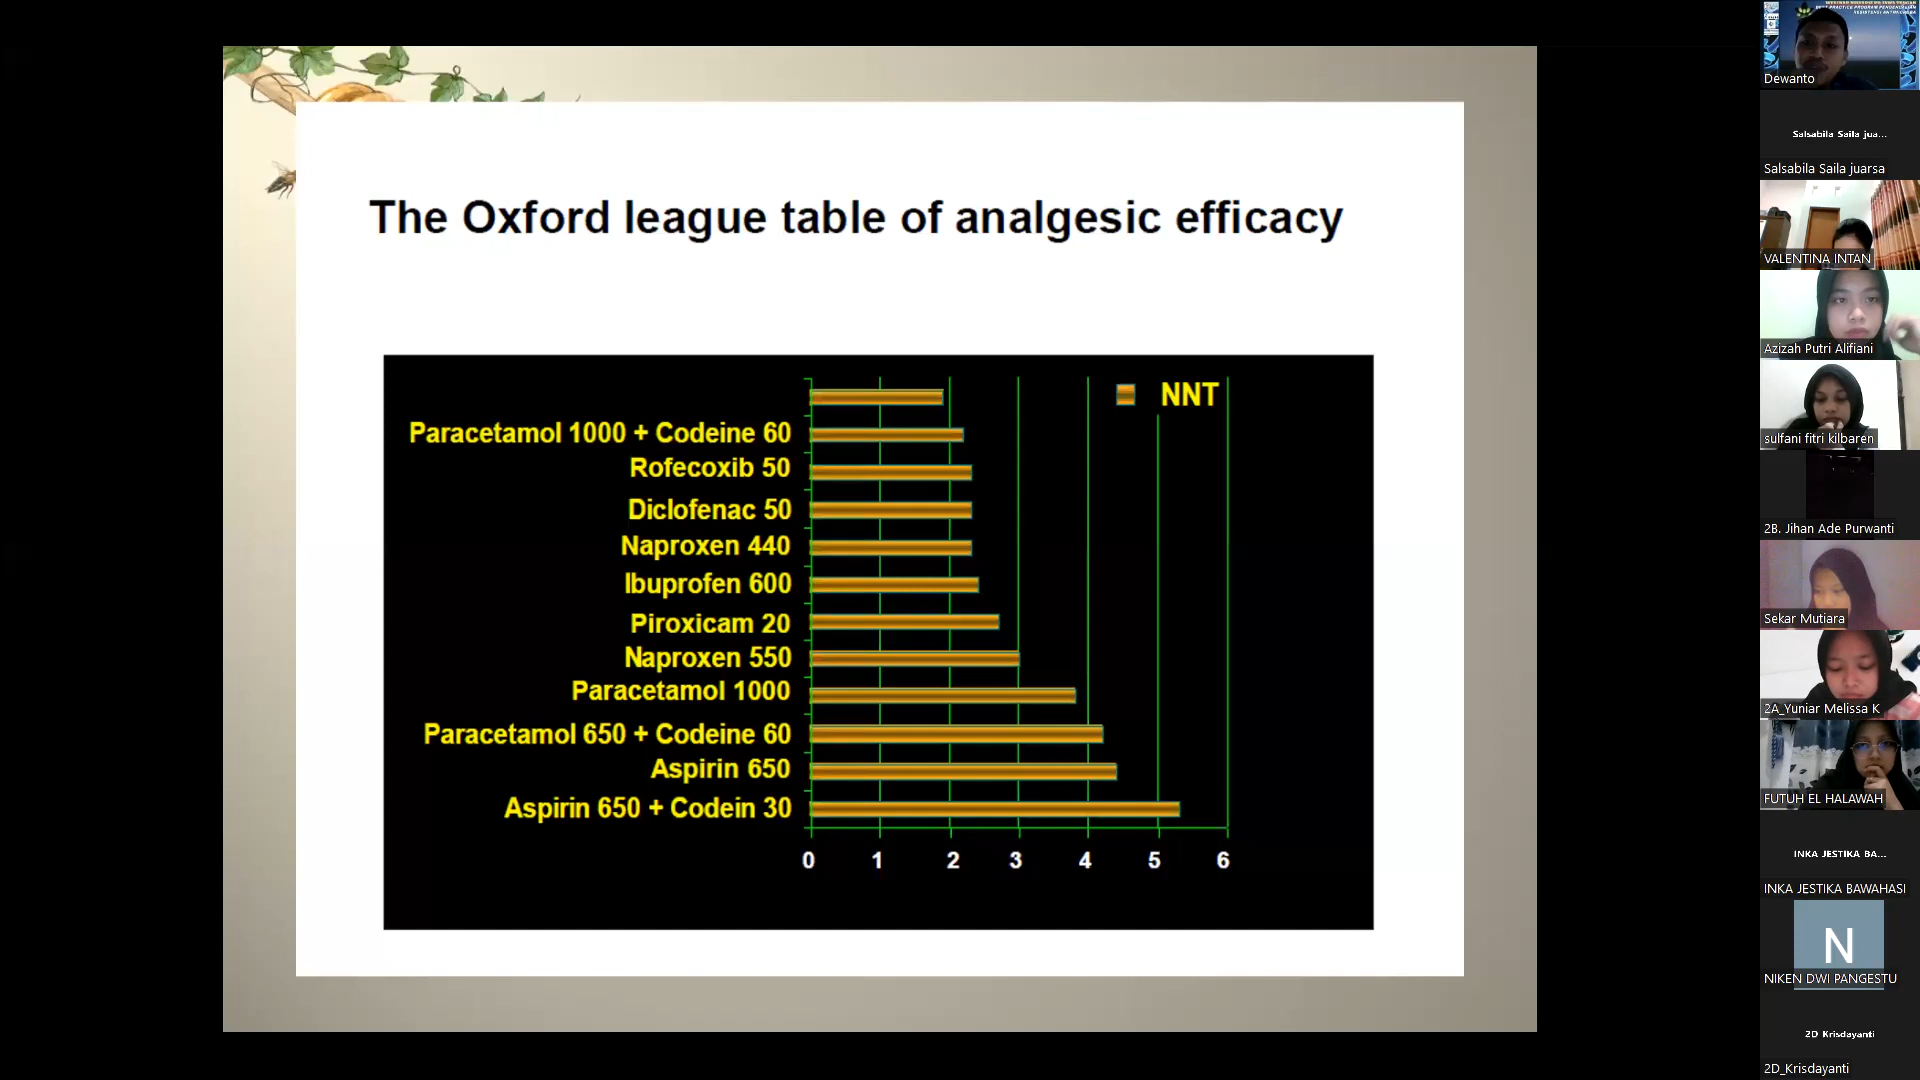 The Oxford league table of analgesic efficacy
NNT
Paracetamol 1000 + Codeine 60
Rofecoxib 50
Diclofenac 50
Naproxen 440
Ibuprofen 600
Piroxicam 20
Naproxen 550
Paracetamol 1000
Paracetamol 650 + Codeine 60
Aspirin 650
Aspirin 650 + Codein 30
0 1 2 3 4 5 6
Dewanto
Salsabila Saila jua...
Salsabila Saila juarsa
VALENTINA INTAN
Azizah Putri Alifiani
sulfani fitri kilbaren
2B. Jihan Ade Purwanti
Sekar Mutiara
2A_Yuniar Melissa K
FUTUH EL HALAWAH
INKA JESTIKA BA...
INKA JESTIKA BAWAHASI
N
NIKEN DWI PANGESTU
2D Krisdayanti
2D_Krisdayanti